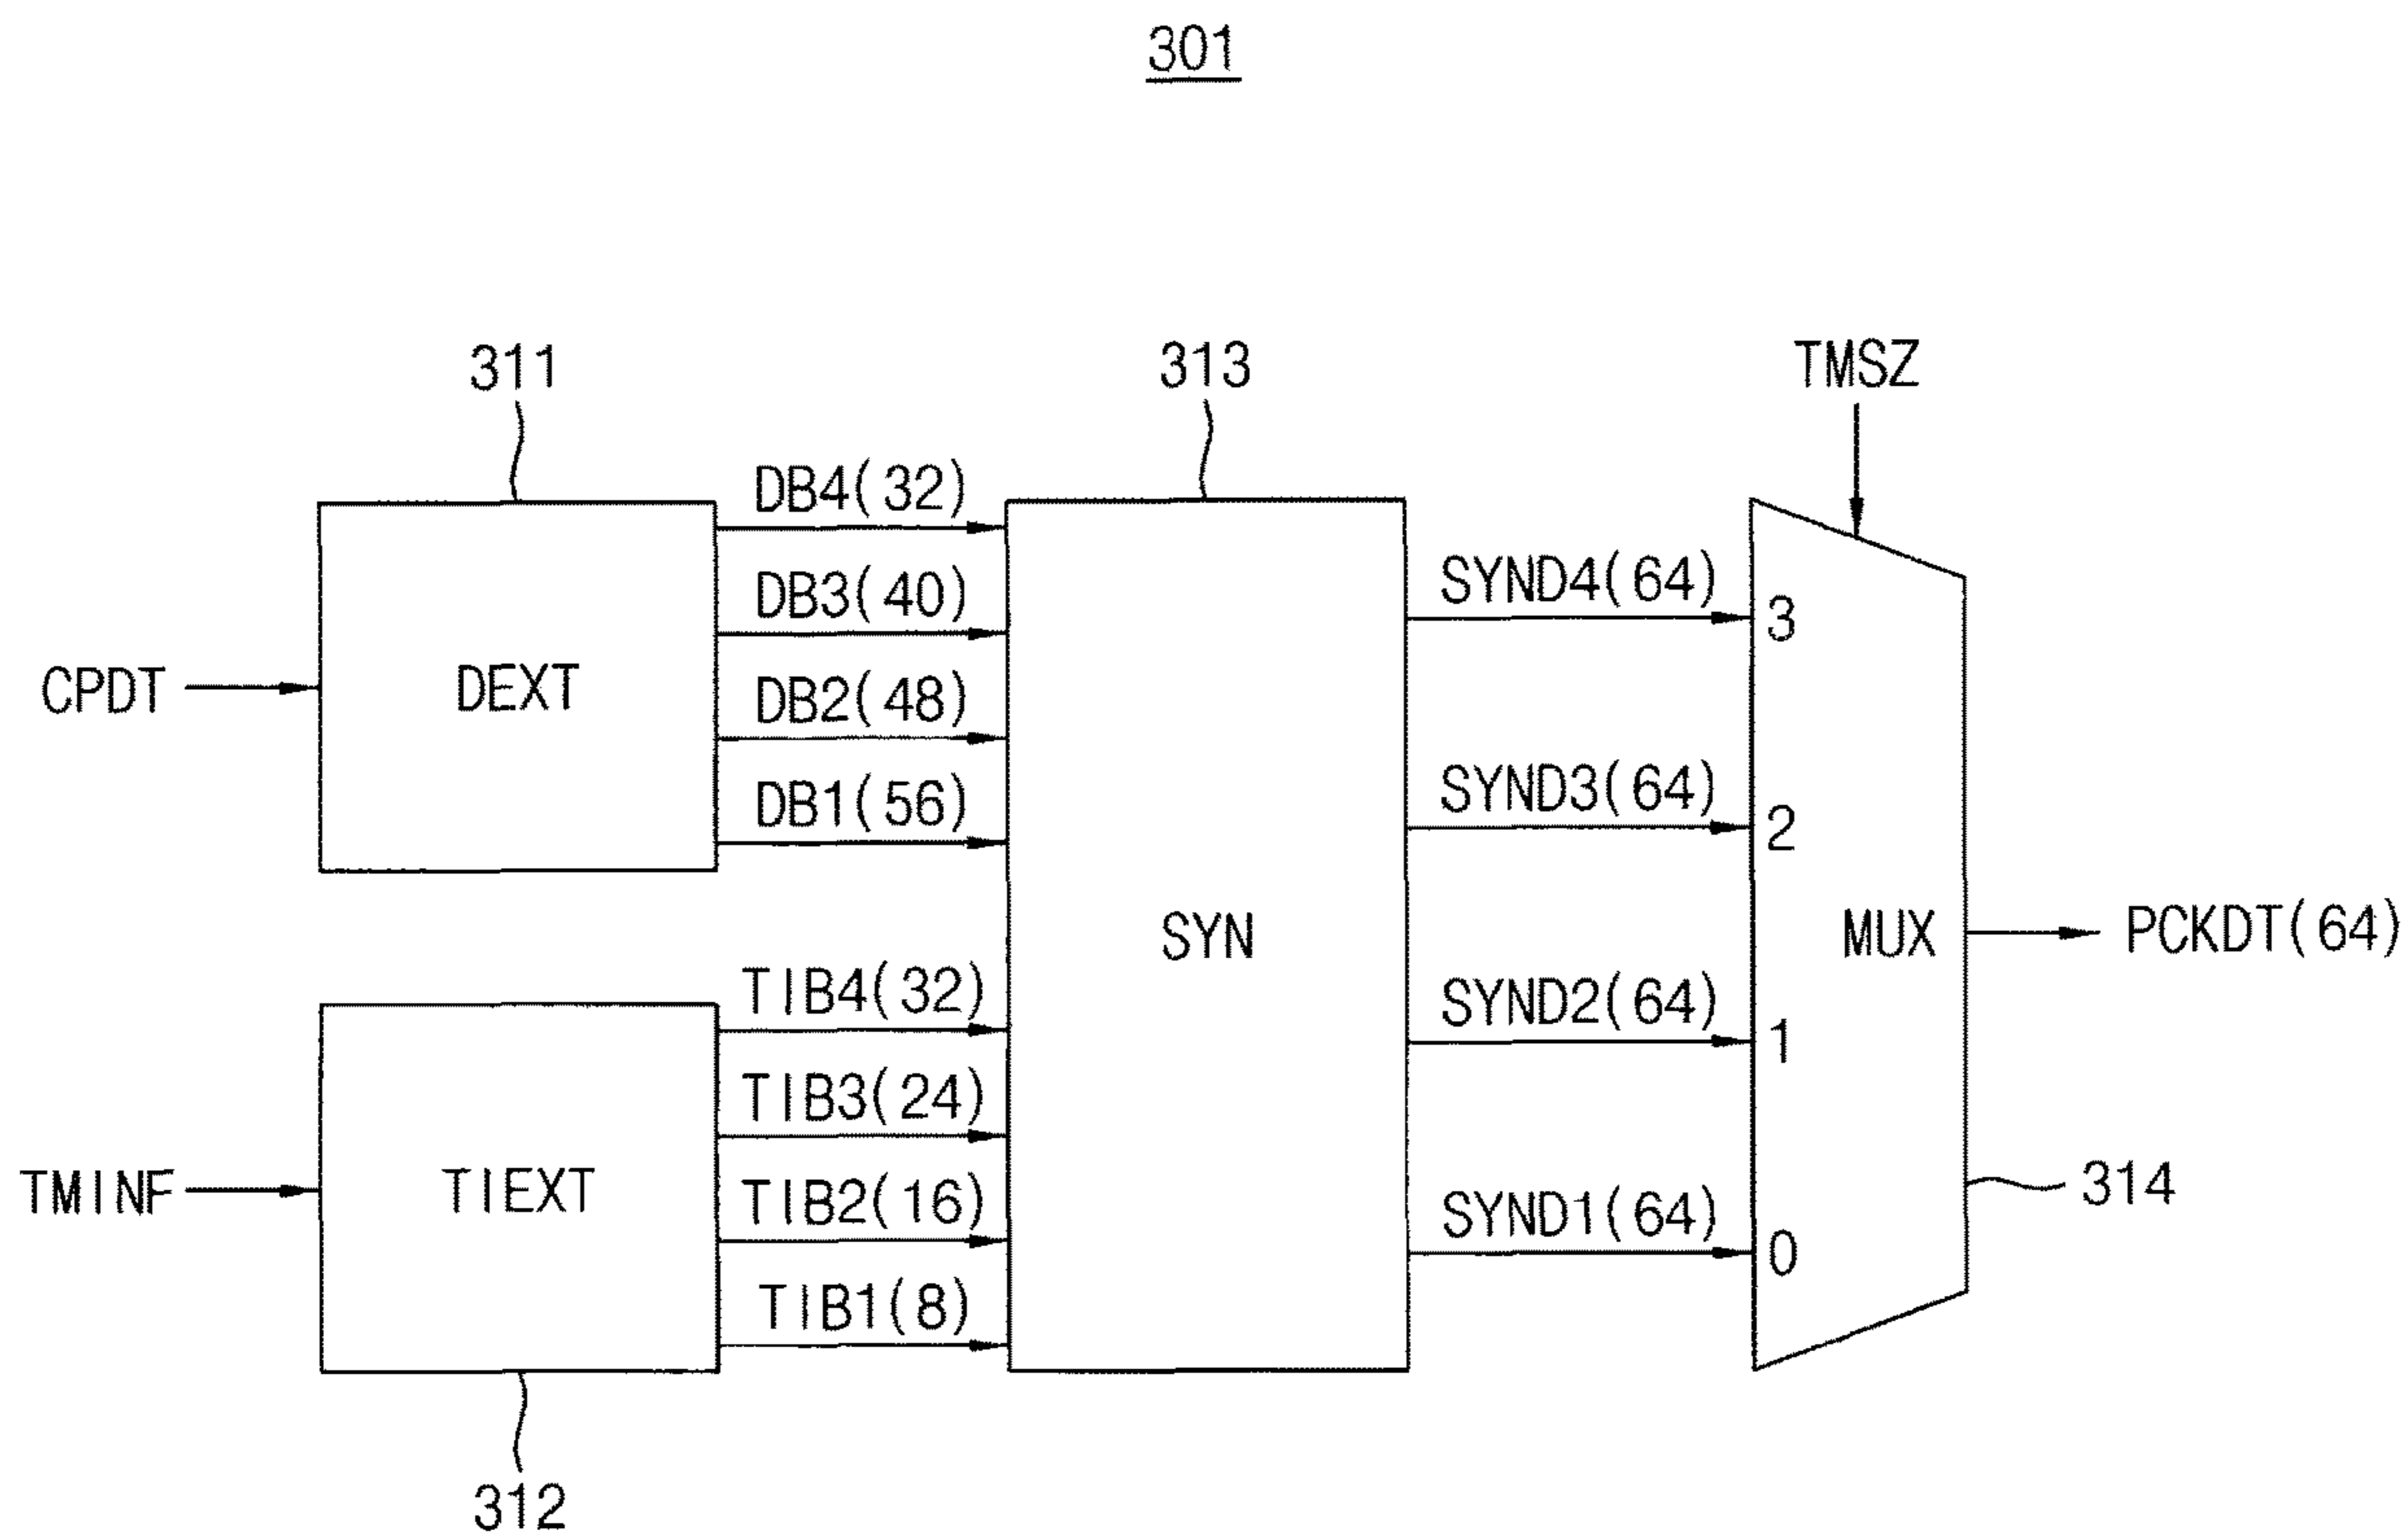 301
311
313
TMSZ
DB4(32)
DB3(40)
DB2(48)
DB1(56)
CPDT
DEXT
SYN
SYND4(64)
3
SYND3(64)
2
SYND2(64)
1
SYND1(64)
0
MUX
PCKDT(64)
TIB4(32)
TIB3(24)
TIB2(16)
TIB1(8)
TMINF
TIEXT
314
312